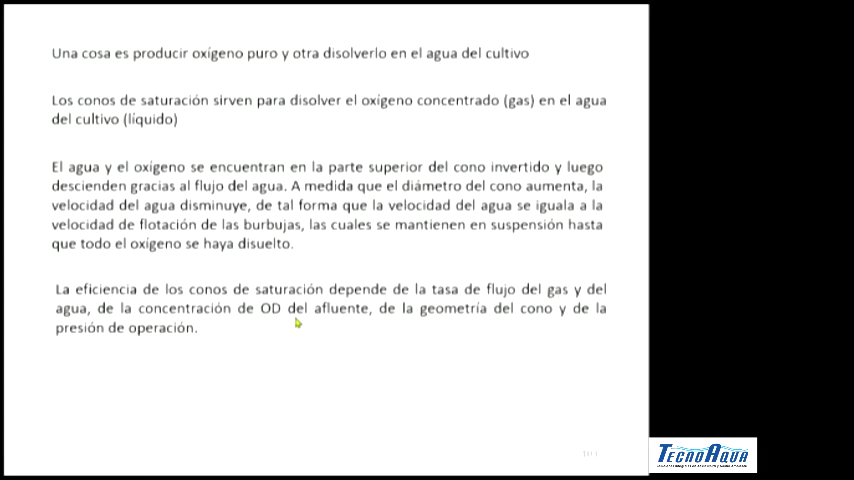 Una cosa es producir oxígeno puro y otra disolverlo en el agua del cultivo
Los conos de saturación sirven para disolver el oxígeno concentrado (gas) en el agua
del cultivo (líquido)
El agua y el oxígeno se encuentran en la parte superior del cono invertido y luego
descienden gracias al flujo del agua. A medida que el diámetro del cono aumenta, la
velocidad del agua disminuye, de tal forma que la velocidad del agua se iguala a la
velocidad de flotación de las burbujas, las cuales se mantienen en suspensión hasta
que todo el oxígeno se haya disuelto.
La eficiencia de los conos de saturación depende de la tasa de flujo del gas y del
agua, de la concentración de OD del afluente, de la geometría del cono y de la
presión de operación.
TECNOAQUA